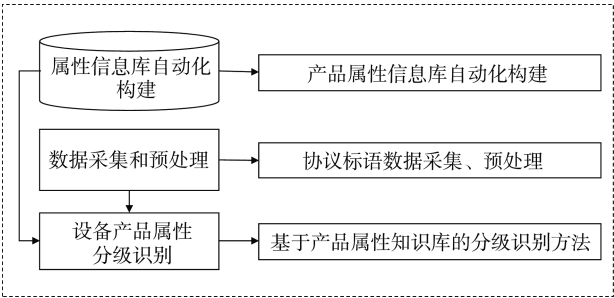 属性信息库自动化
构建
产品属性信息库自动化构建
数据采集和预处理
协议标语数据采集、预处理
设备产品属性
分级识别
基于产品属性知识库的分级识别方法